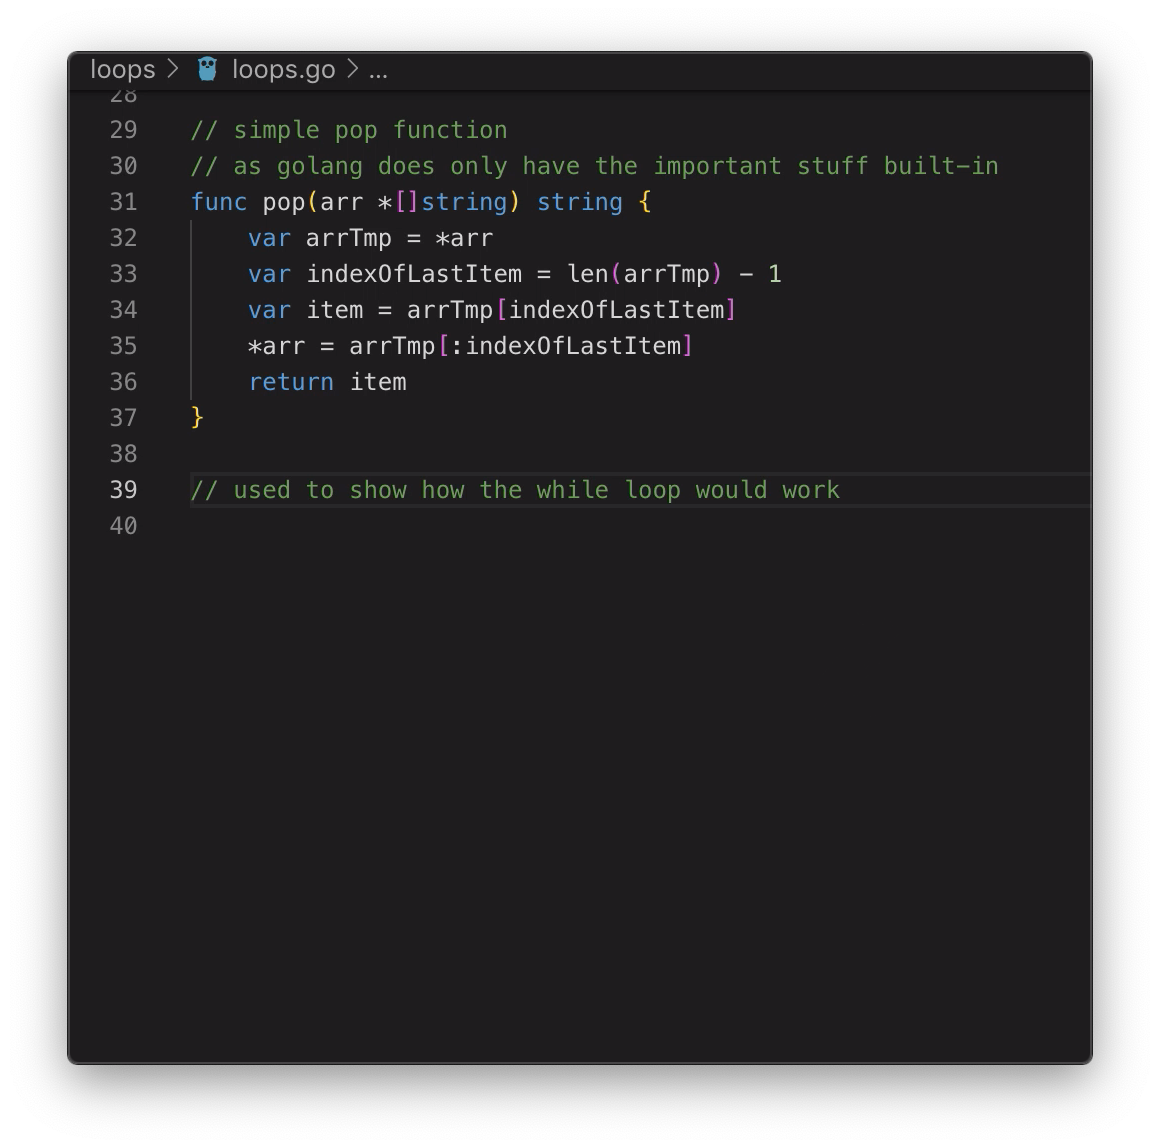 loops > loops.go > ...
28
29 // simple pop function
30 // as golang does only have the important stuff built-in
31 func pop(arr *[]string) string {
32     var arrTmp = *arr
33     var indexOfLastItem = len(arrTmp) - 1
34     var item = arrTmp[indexOfLastItem]
35     *arr = arrTmp[:indexOfLastItem]
36     return item
37 }
38
39 // used to show how the while loop would work
40